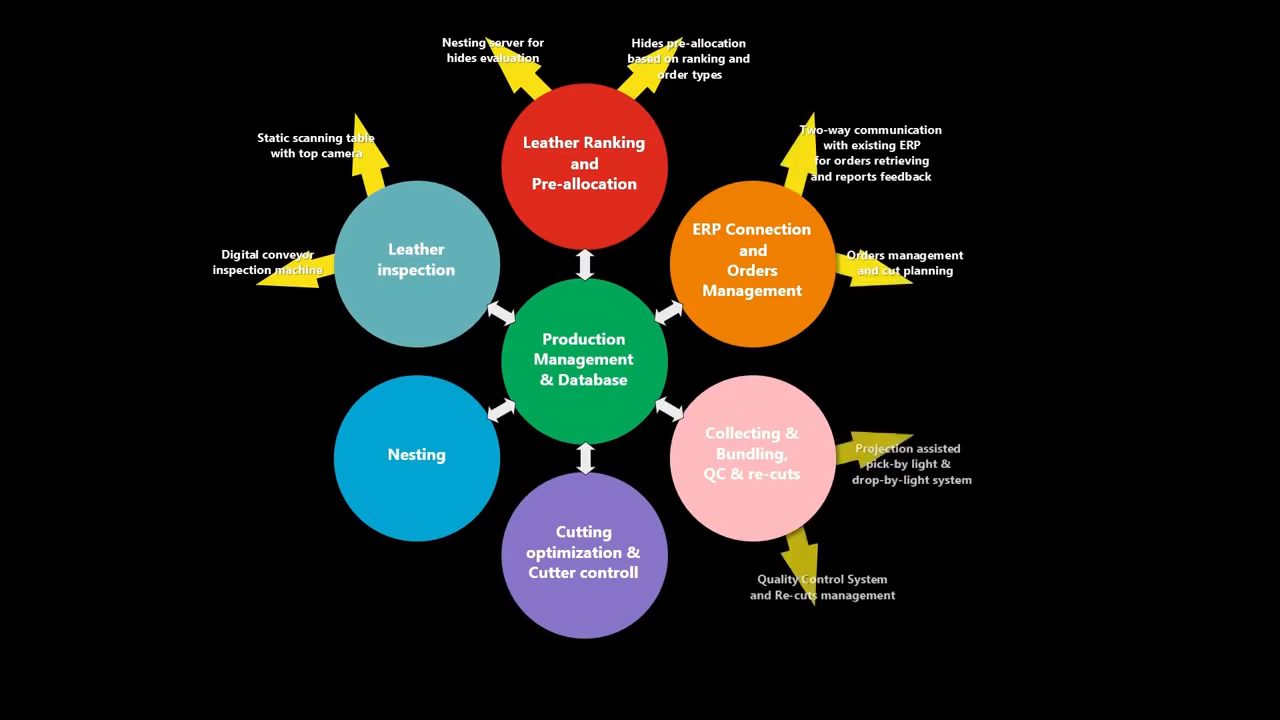 Nesting server for
hides evaluation
Hides pre-allocation
based on ranking and
order types
Static scanning table
with top camera
Leather Ranking
and
Pre-allocation
Two-way communication
with existing ERP
for orders retrieving
and reports feedback
Leather
inspection
ERP Connection
and
Orders
Management
Digital conveyor
inspection machine
Orders management
and cut planning
Production
Management
& Database
Nesting
Collecting &
Bundling,
QC & re-cuts
Projection assisted
pick-by light &
drop-by-light system
Cutting
optimization &
Cutter controll
Quality Control System
and Re-cuts management